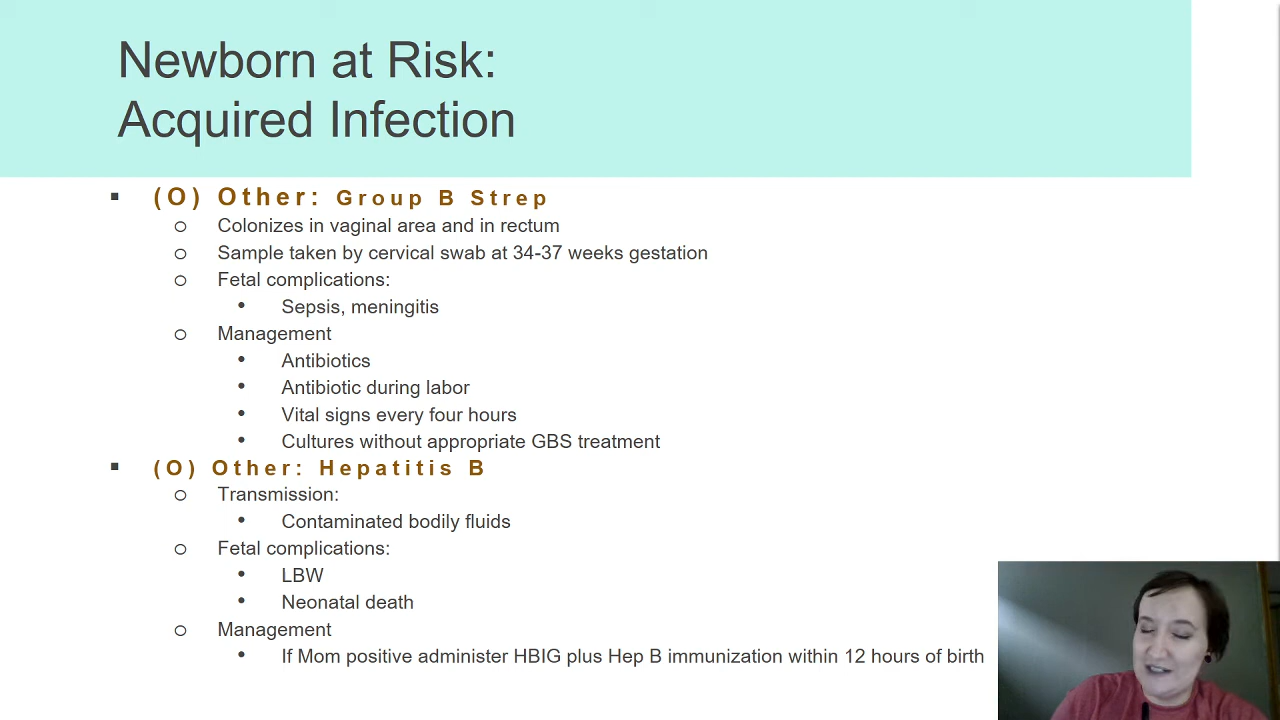 Newborn at Risk:
Acquired Infection
▪ (O) Other: Group B Strep
o Colonizes in vaginal area and in rectum
o Sample taken by cervical swab at 34-37 weeks gestation
o Fetal complications:
• Sepsis, meningitis
o Management
• Antibiotics
• Antibiotic during labor
• Vital signs every four hours
• Cultures without appropriate GBS treatment
▪ (O) Other: Hepatitis B
o Transmission:
• Contaminated bodily fluids
o Fetal complications:
• LBW
• Neonatal death
o Management
• If Mom positive administer HBIG plus Hep B immunization within 12 hours of birth